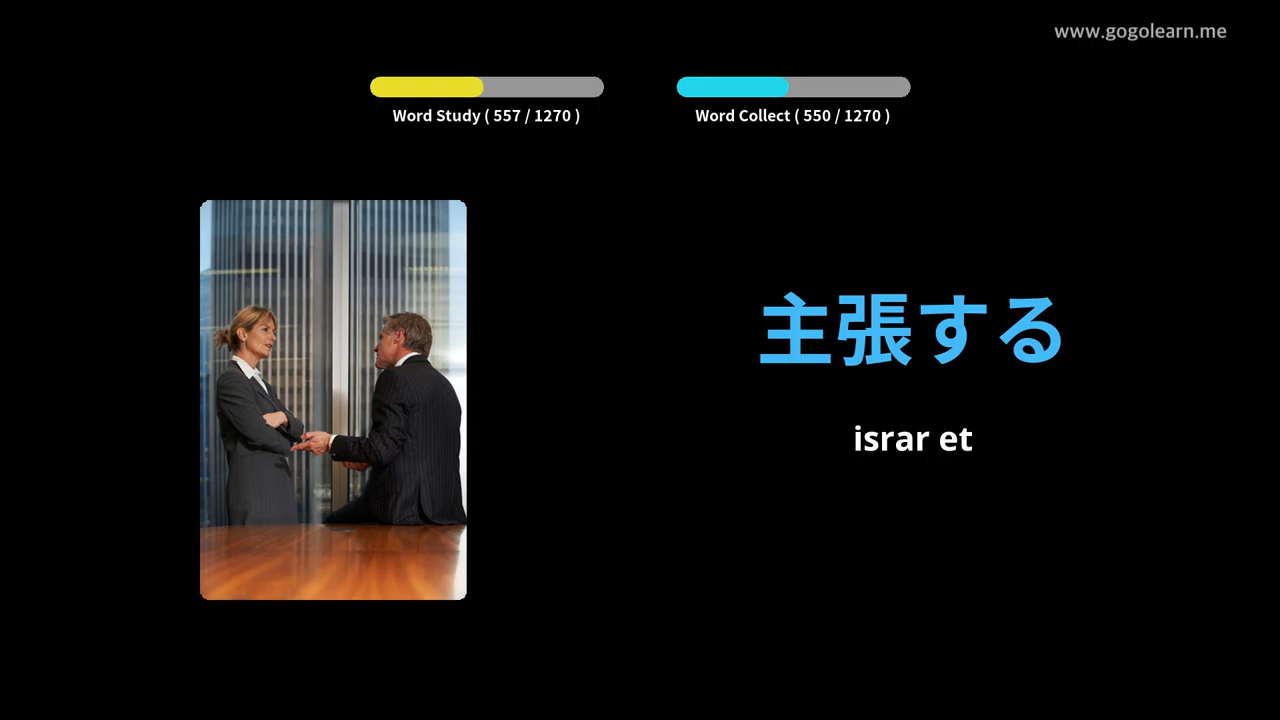 www.gogolearn.me
Word Study ( 557 / 1270 )
Word Collect ( 550 / 1270 )
主張する
israr et